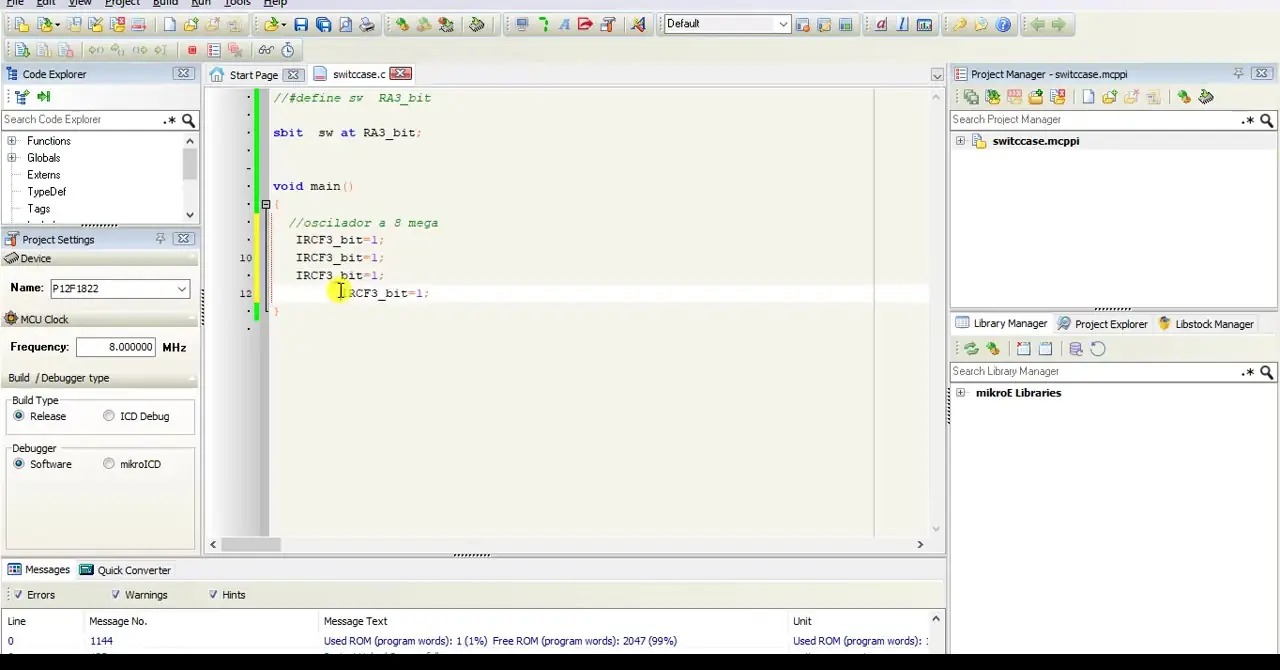 File Edit View Project Build Run Tools Help
Default
Code Explorer
Start Page
switccase.c
Project Manager - switccase.mcppi
Search Code Explorer
Functions
Globals
Externs
TypeDef
Tags
//#define sw RA3_bit
sbit sw at RA3_bit;
void main()
{
//oscilador a 8 mega
IRCF3_bit=1;
10 IRCF3_bit=1;
IRCF3_bit=1;
12 IRCF3_bit=1;
}
Search Project Manager
switccase.mcppi
Project Settings
Device
Name: P12F1822
MCU Clock
Frequency: 8.000000 MHz
Build / Debugger type
Build Type
Release ICD Debug
Debugger
Software mikroICD
Library Manager Project Explorer Libstock Manager
Search Library Manager
mikroE Libraries
Messages Quick Converter
Errors Warnings Hints
Line Message No. Message Text Unit
0 1144 Used ROM (program words): 1 (1%) Free ROM (program words): 2047 (99%) Used ROM (program words):